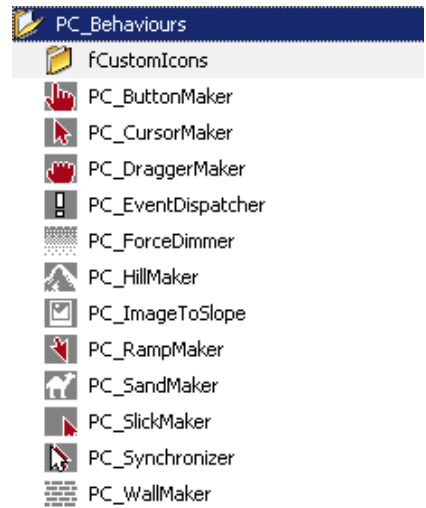 PC_Behaviours
fCustomIcons
PC_ButtonMaker
PC_CursorMaker
PC_DraggerMaker
PC_EventDispatcher
PC_ForceDimmer
PC_HillMaker
PC_ImageToSlope
PC_RampMaker
PC_SandMaker
PC_SlickMaker
PC_Synchronizer
PC_WallMaker